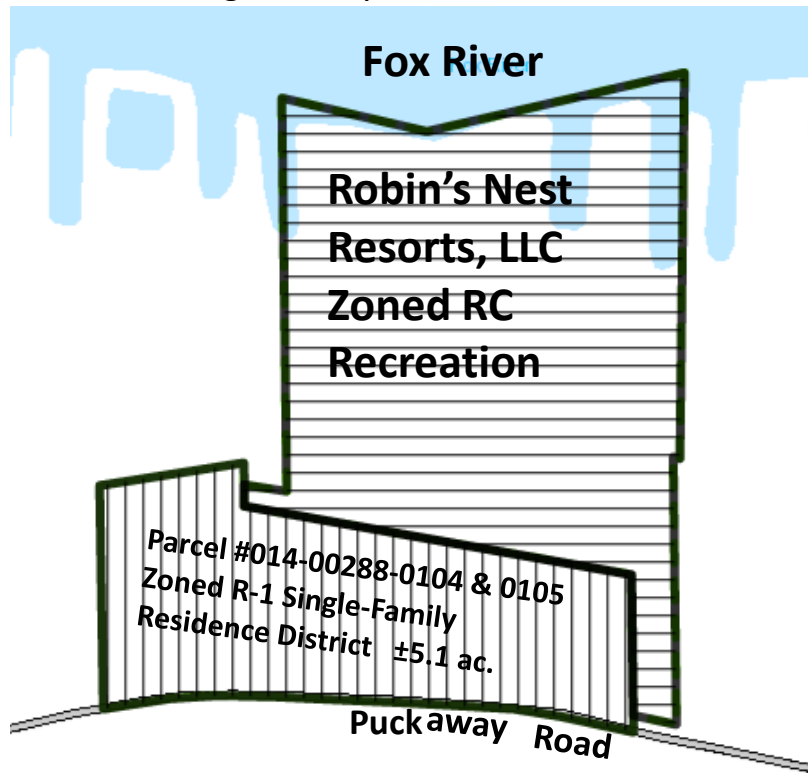 Fox River
Robin's Nest
Resorts, LLC
Zoned RC
Recreation
Parcel #014-00288-0104 & 0105
Zoned R-1 Single-Family
Residence District ±5.1 ac.
Puckaway Road